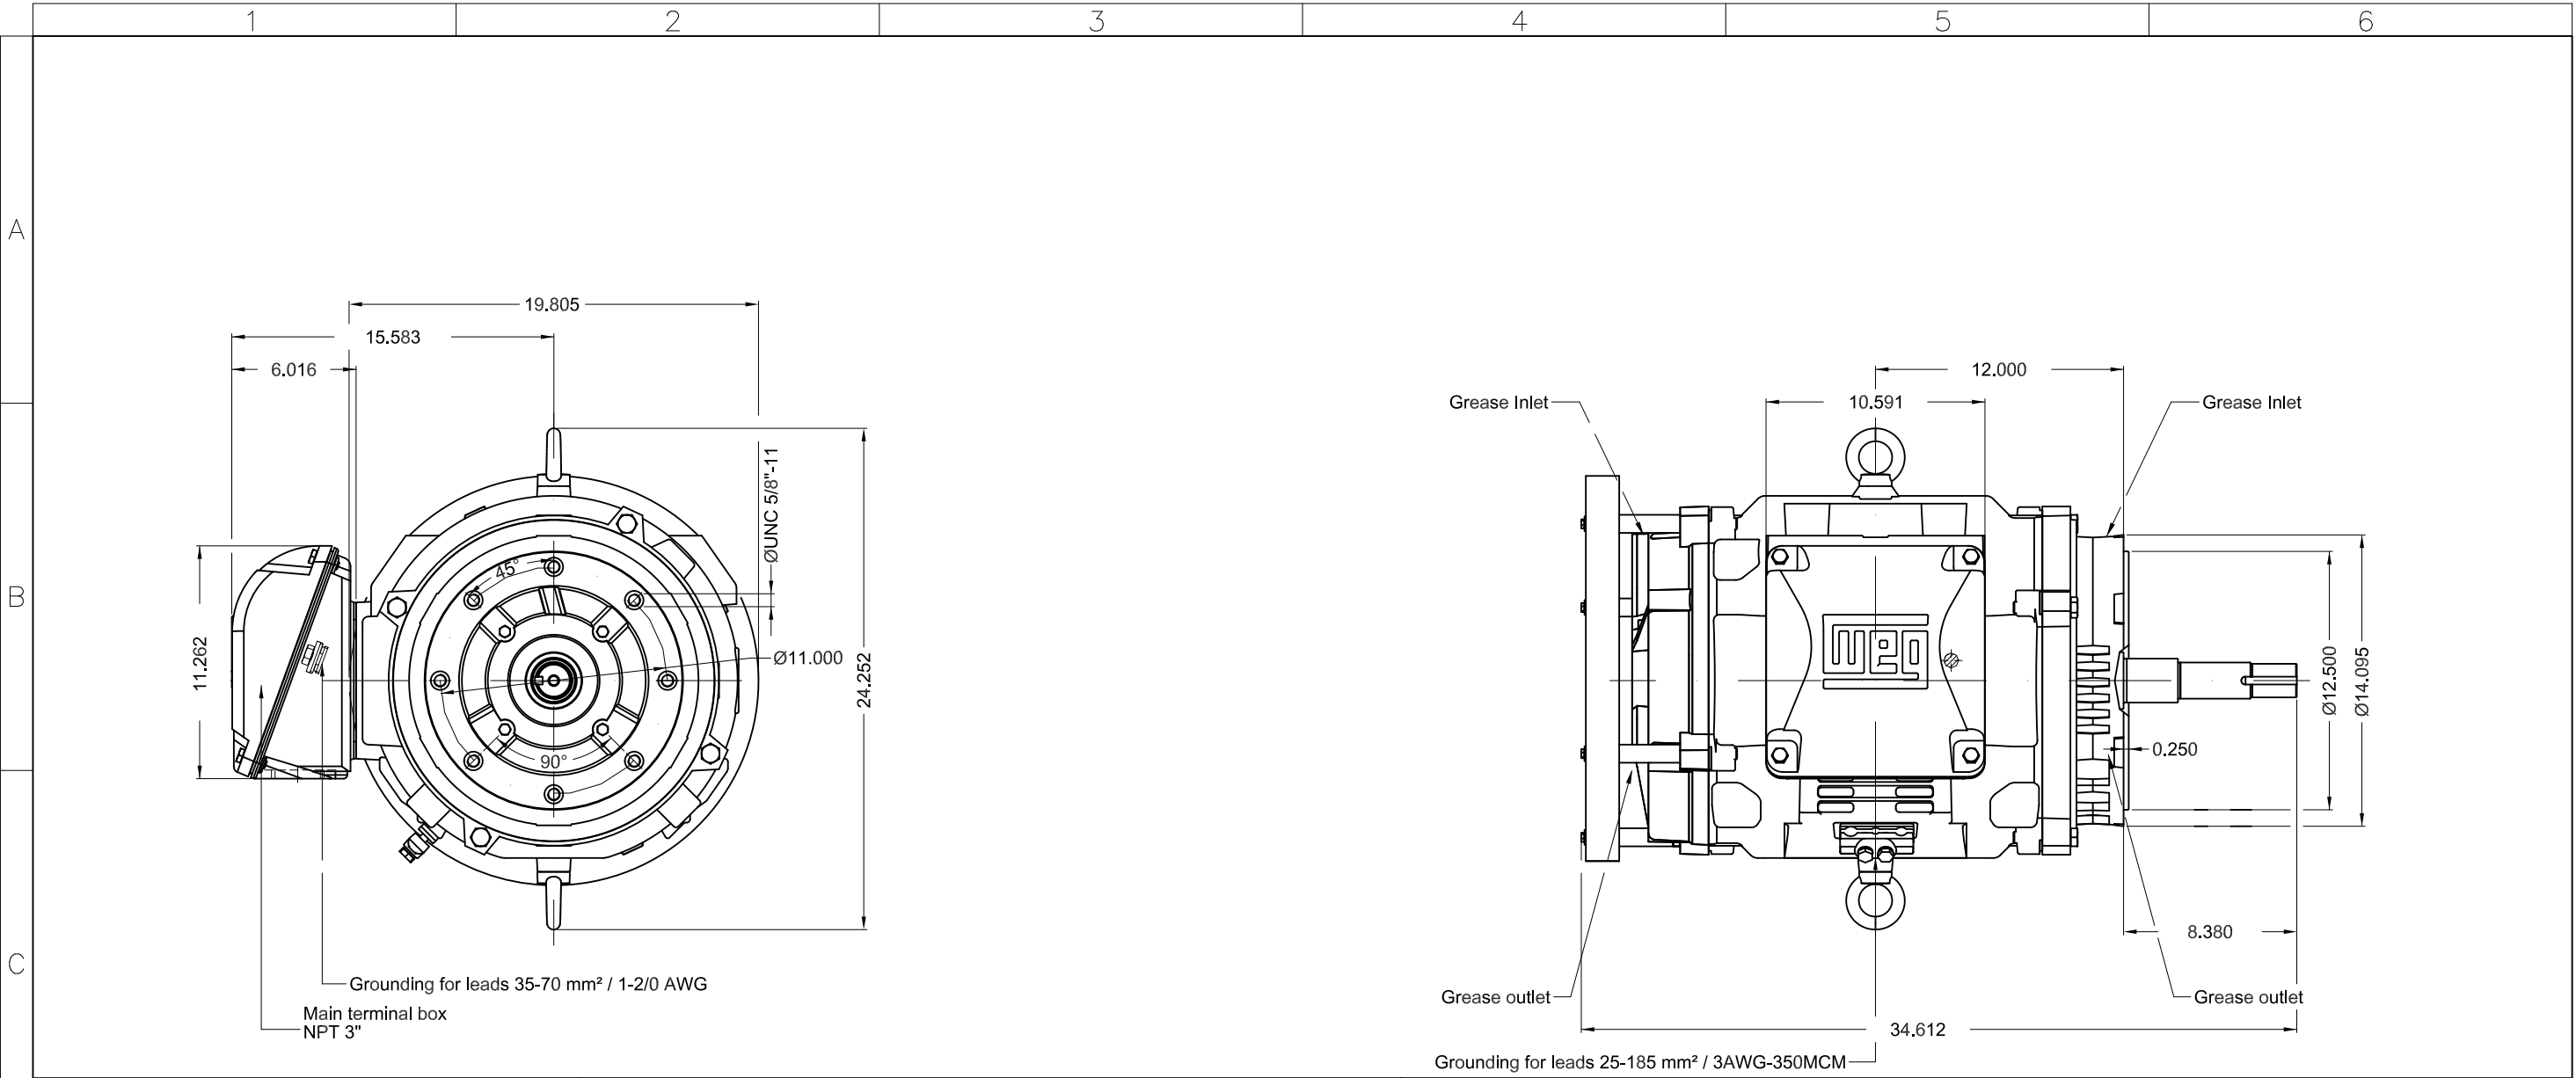 1 2 3 4 5 6
A
B
C
19.805
15.583
6.016
11.262
45°
90°
ØUNC 5/8"-11
Ø11.000
24.252
Grounding for leads 35-70 mm² / 1-2/0 AWG
Main terminal box
NPT 3"
12.000
10.591
Grease Inlet
Grease Inlet
weg
Ø12.500
Ø14.095
0.250
8.380
Grease outlet
Grease outlet
34.612
Grounding for leads 25-185 mm² / 3AWG-350MCM